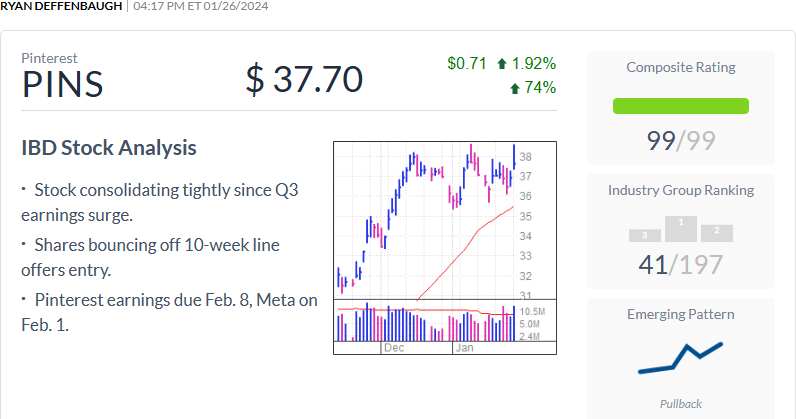 RYAN DEFFENBAUGH | 04:17 PM ET 01/26/2024
Pinterest
PINS
$ 37.70
$0.71 1.92%
74%
IBD Stock Analysis
• Stock consolidating tightly since Q3
earnings surge.
• Shares bouncing off 10-week line
offers entry.
• Pinterest earnings due Feb. 8, Meta on
Feb. 1.
38
37
36
35
34
33
32
31
10.5M
5.0M
2.4M
Dec Jan
Composite Rating
99/99
Industry Group Ranking
3 1 2
41/197
Emerging Pattern
Pullback